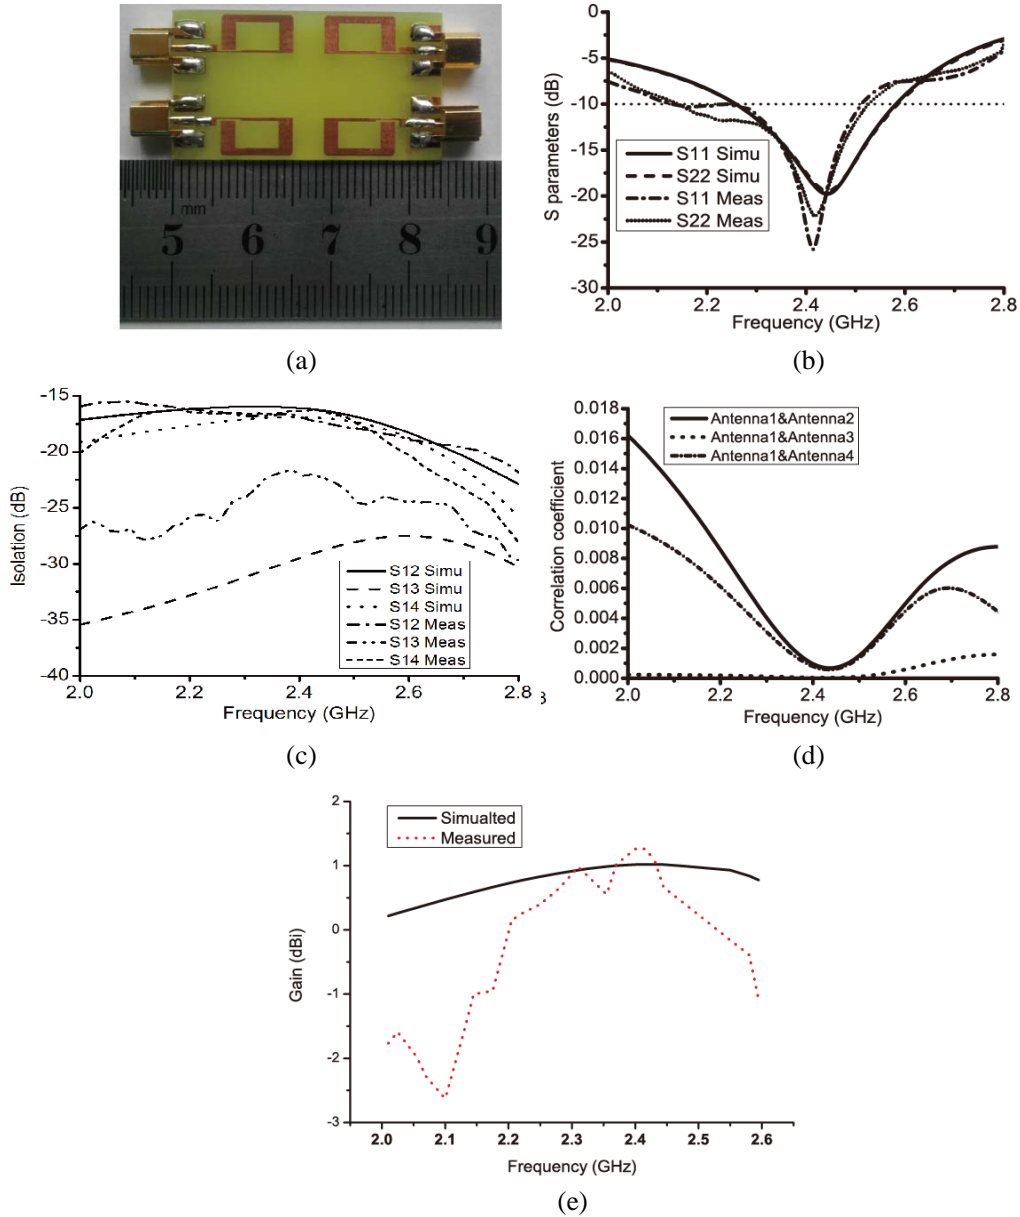 mm
5 6 7 8 9
(a)
0
-5
-10
-15
-20
-25
-30
S parameters (dB)
S11 Simu
S22 Simu
S11 Meas
S22 Meas
2.0 2.2 2.4 2.6 2.8
Frequency (GHz)
(b)
-15
-20
-25
-30
-35
-40
Isolation (dB)
S12 Simu
S13 Simu
S14 Simu
S12 Meas
S13 Meas
S14 Meas
2.0 2.2 2.4 2.6 2.8
Frequency (GHz)
(c)
0.018
0.016
0.014
0.012
0.010
0.008
0.006
0.004
0.002
0.000
Correlation coefficient
Antenna1&Antenna2
Antenna1&Antenna3
Antenna1&Antenna4
2.0 2.2 2.4 2.6 2.8
Frequency (GHz)
(d)
2
1
0
-1
-2
-3
Gain (dBi)
Simualted
Measured
2.0 2.1 2.2 2.3 2.4 2.5 2.6
Frequency (GHz)
(e)